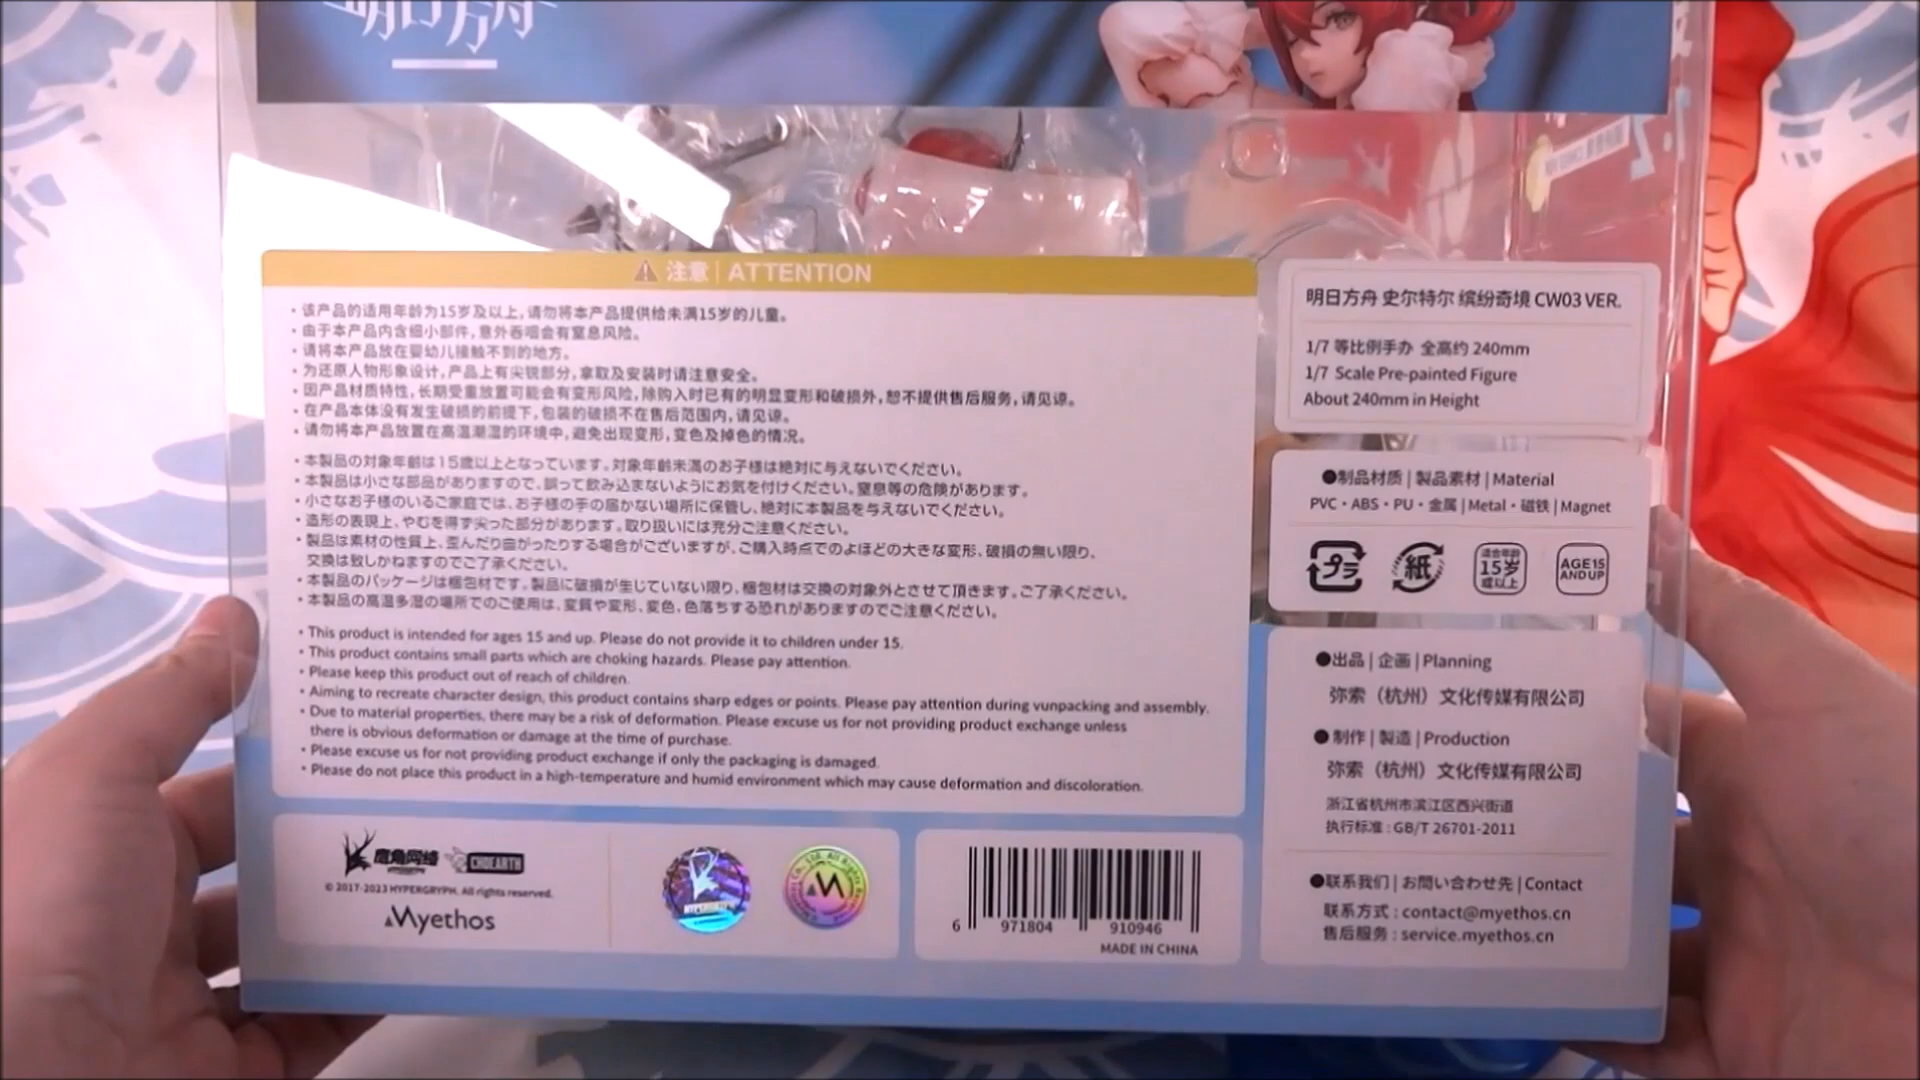 明日方舟
⚠ 注意 | ATTENTION
・该产品的适用年龄为15岁及以上,请勿将本产品提供给未满15岁的儿童。
・由于本产品内含细小部件,意外吞咽会有窒息风险。
・请将本产品放在婴幼儿接触不到的地方。
・为还原人物形象设计,产品上有尖锐部分,拿取及安装时请注意安全。
・因产品材质特性,长期受重放置可能会有变形风险,除购入时已有的明显变形和破损外,恕不提供售后服务,请见谅。
・在产品本体没有发生破损的前提下,包装的破损不在售后范围内,请见谅。
・请勿将本产品放置在高温潮湿的环境中,避免出现变形,变色及掉色的情况。
・本製品の対象年齢は15歳以上となっています。対象年齢未満のお子様は絶対に与えないでください。
・本製品は小さな部品がありますので、誤って飲み込まないようにお気を付けください。窒息等の危険があります。
・小さなお子様のいるご家庭では、お子様の手の届かない場所に保管し、絶対に本製品を与えないでください。
・造形の表現上、やむを得ず尖った部分があります。取り扱いには充分ご注意ください。
・製品は素材の性質上、歪んだり曲がったりする場合がございますが、ご購入時点でのよほどの大きな変形、破損の無い限り、
交換は致しかねますのでご了承ください。
・本製品のパッケージは梱包材です。製品に破損が生じていない限り、梱包材は交換の対象外とさせて頂きます。ご了承ください。
・本製品の高温多湿の場所でのご使用は、変質や変形、変色、色落ちする恐れがありますのでご注意ください。
・This product is intended for ages 15 and up. Please do not provide it to children under 15.
・This product contains small parts which are choking hazards. Please pay attention.
・Please keep this product out of reach of children.
・Aiming to recreate character design, this product contains sharp edges or points. Please pay attention during vunpacking and assembly.
・Due to material properties, there may be a risk of deformation. Please excuse us for not providing product exchange unless
there is obvious deformation or damage at the time of purchase.
・Please excuse us for not providing product exchange if only the packaging is damaged.
・Please do not place this product in a high-temperature and humid environment which may cause deformation and discoloration.
鹰角网络
© 2017-2023 HYPERGRYPH. All rights reserved.
Myethos
6 971804 910946
MADE IN CHINA
明日方舟 史尔特尔 缤纷奇境 CW03 VER.
1/7 等比例手办 全高约 240mm
1/7 Scale Pre-painted Figure
About 240mm in Height
●制品材质 | 製品素材 | Material
PVC・ABS・PU・金属 | Metal・磁铁 | Magnet
プラ
紙
适合年龄
15岁
或以上
AGE15
AND UP
●出品 | 企画 | Planning
弥索（杭州）文化传媒有限公司
●制作 | 製造 | Production
弥索（杭州）文化传媒有限公司
浙江省杭州市滨江区西兴街道
执行标准 : GB/T 26701-2011
●联系我们 | お問い合わせ先 | Contact
联系方式 : contact@myethos.cn
售后服务 : service.myethos.cn